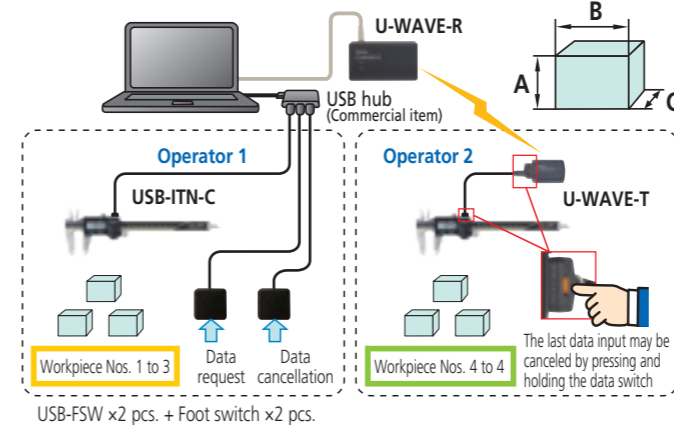 U-WAVE-R
B
A
C
USB hub
(Commercial item)
Operator 1
Operator 2
USB-ITN-C
U-WAVE-T
Workpiece Nos. 1 to 3
Data
request
Data
cancellation
Workpiece Nos. 4 to 4
The last data input may be
canceled by pressing and
holding the data switch
USB-FSW ×2 pcs. + Foot switch ×2 pcs.